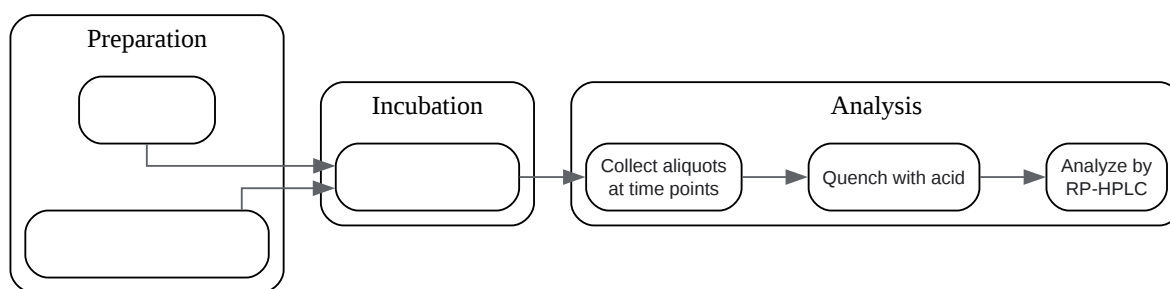 Preparation
Incubation
Analysis
Collect aliquots
at time points
Quench with acid
Analyze by
RP-HPLC